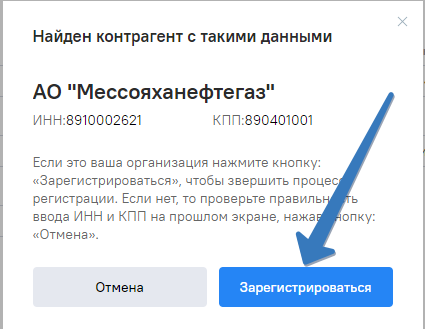 Найден контрагент с такими данными
АО "Мессояханефтегаз"
ИНН:8910002621 КПП:890401001
Если это ваша организация нажмите кнопку:
«Зарегистрироваться», чтобы звершить процесс
регистрации. Если нет, то проверьте правильность
ввода ИНН и КПП на прошлом экране, нажав кнопку:
«Отмена».
Отмена Зарегистрироваться